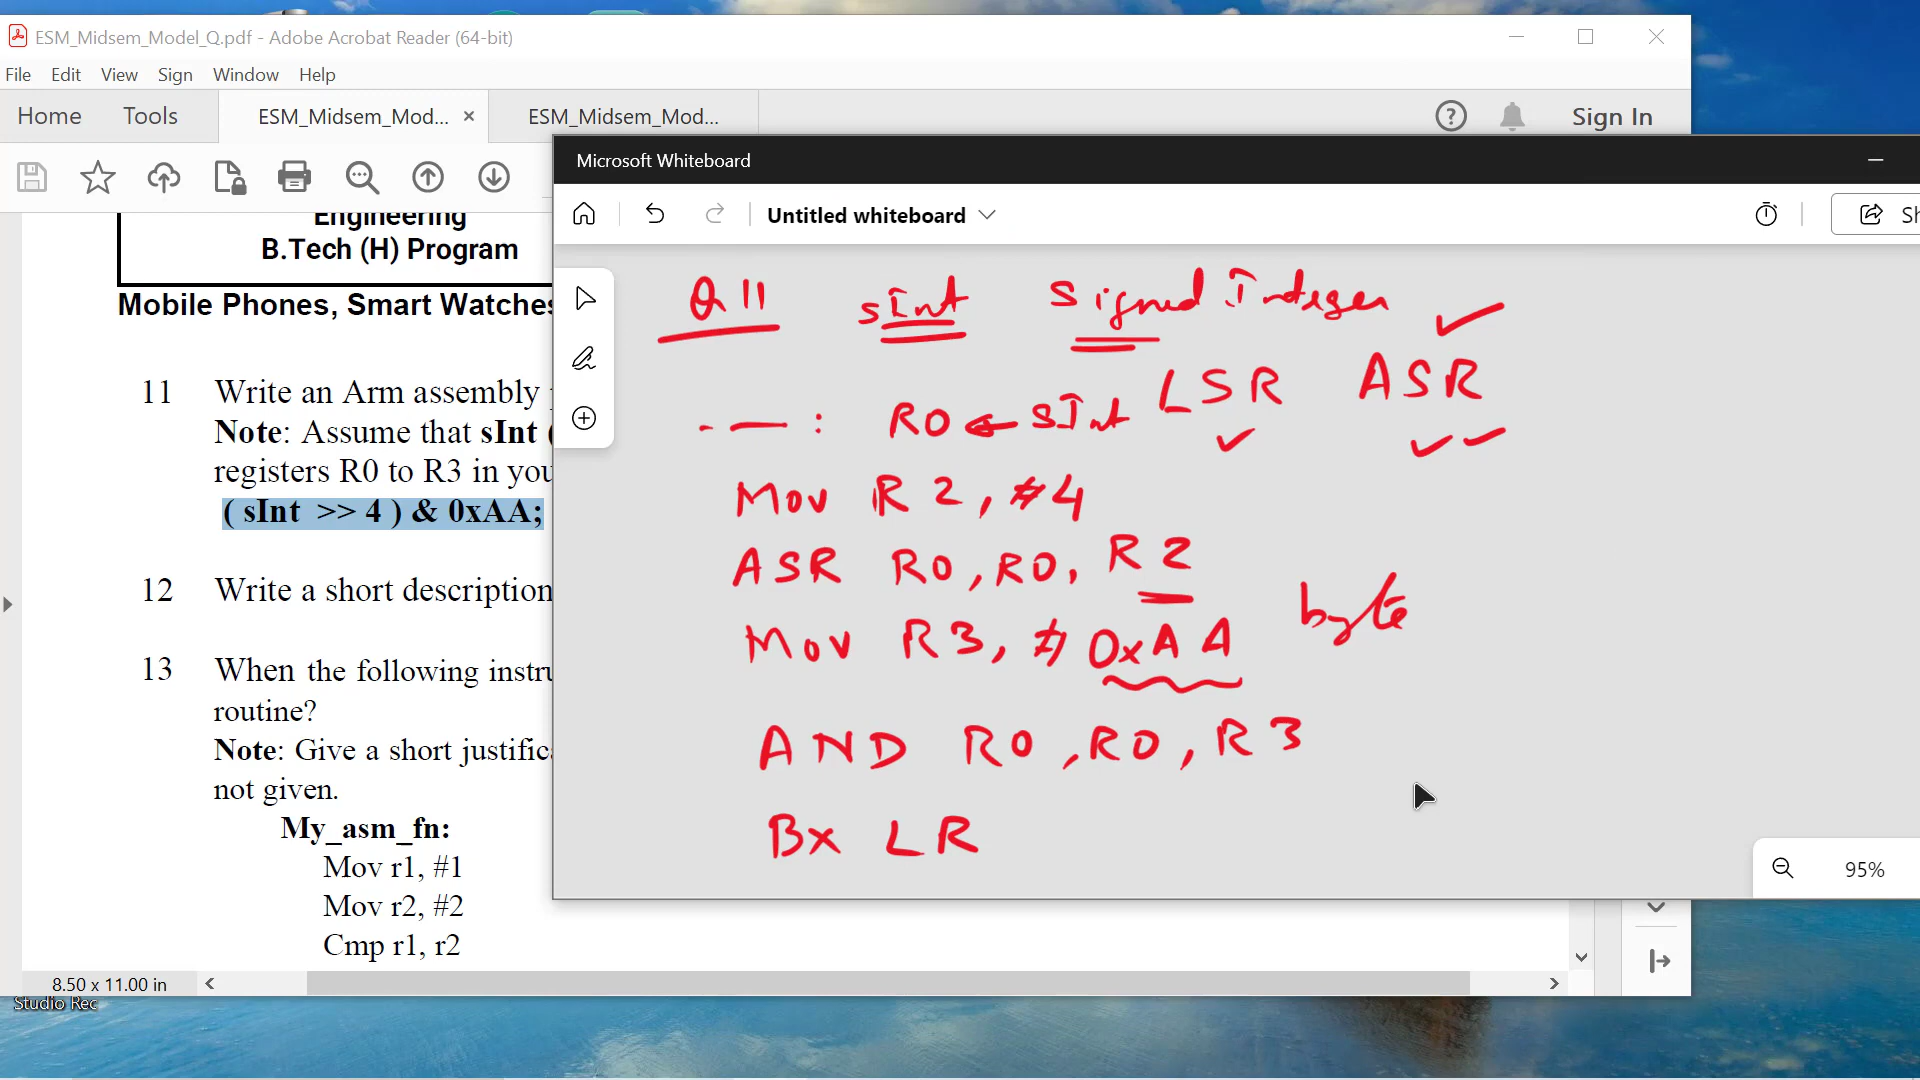 ESM_Midsem_Model_Q.pdf - Adobe Acrobat Reader (64-bit)
File Edit View Sign Window Help
Home Tools ESM_Midsem_Mod... × ESM_Midsem_Mod... ? Sign In
Engineering
B.Tech (H) Program
Mobile Phones, Smart Watches
11 Write an Arm assembly
Note: Assume that sInt (
registers R0 to R3 in you
( sInt >> 4 ) & 0xAA;
12 Write a short description
13 When the following instru
routine?
Note: Give a short justific
not given.
My_asm_fn:
Mov r1, #1
Mov r2, #2
Cmp r1, r2
8.50 x 11.00 in
Studio Rec
Microsoft Whiteboard
Untitled whiteboard
Sh
Q 11 sInt Signed Integer
LSR ASR
: R0 ← sInt
Mov R2, #4
ASR R0, R0, R2
Mov R3, # 0xAA byte
AND R0, R0, R3
Bx LR
95%